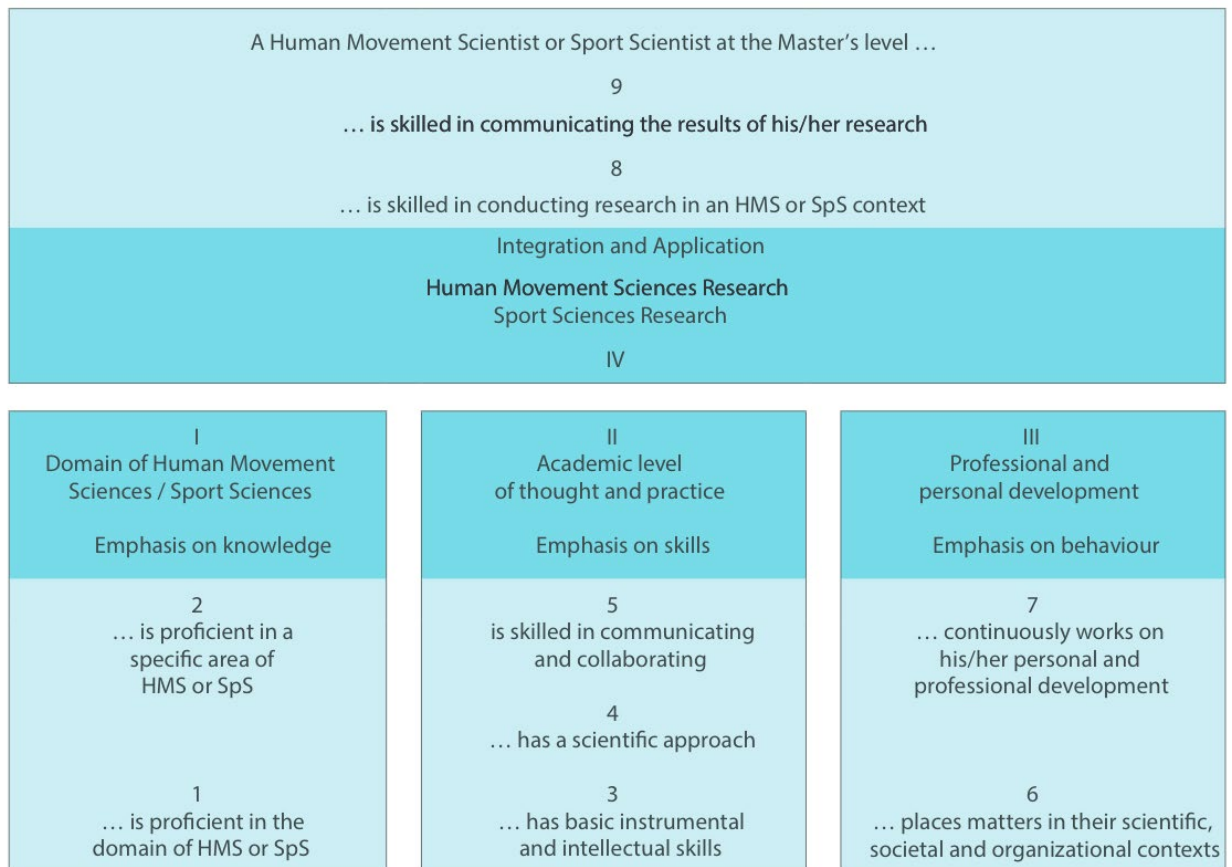 A Human Movement Scientist or Sport Scientist at the Master’s level …
9
… is skilled in communicating the results of his/her research
8
… is skilled in conducting research in an HMS or SpS context
Integration and Application
Human Movement Sciences Research
Sport Sciences Research
IV
I
Domain of Human Movement
Sciences / Sport Sciences
Emphasis on knowledge
2
… is proficient in a
specific area of
HMS or SpS
1
… is proficient in the
domain of HMS or SpS
II
Academic level
of thought and practice
Emphasis on skills
5
is skilled in communicating
and collaborating
4
… has a scientific approach
3
… has basic instrumental
and intellectual skills
III
Professional and
personal development
Emphasis on behaviour
7
… continuously works on
his/her personal and
professional development
6
… places matters in their scientific,
societal and organizational contexts